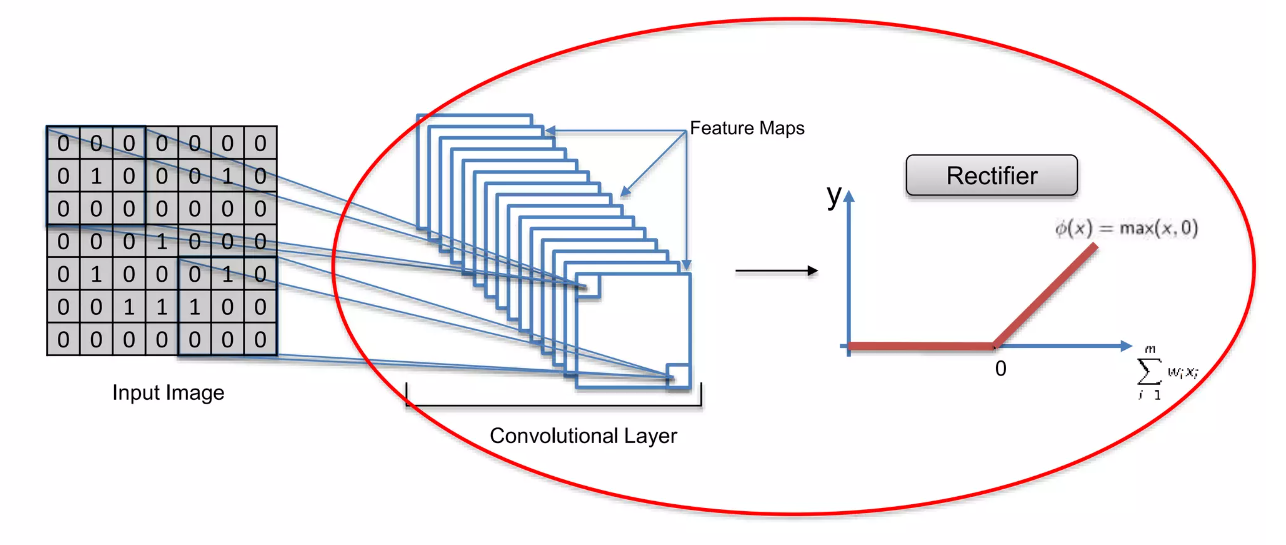 0 0 0 0 0 0 0
0 1 0 0 0 1 0
0 0 0 0 0 0 0
0 0 0 1 0 0 0
0 1 0 0 0 1 0
0 0 1 1 1 0 0
0 0 0 0 0 0 0
Input Image
Feature Maps
Convolutional Layer
Rectifier
y
ϕ(x) = max(x, 0)
0
m
∑ wᵢxᵢ
i 1